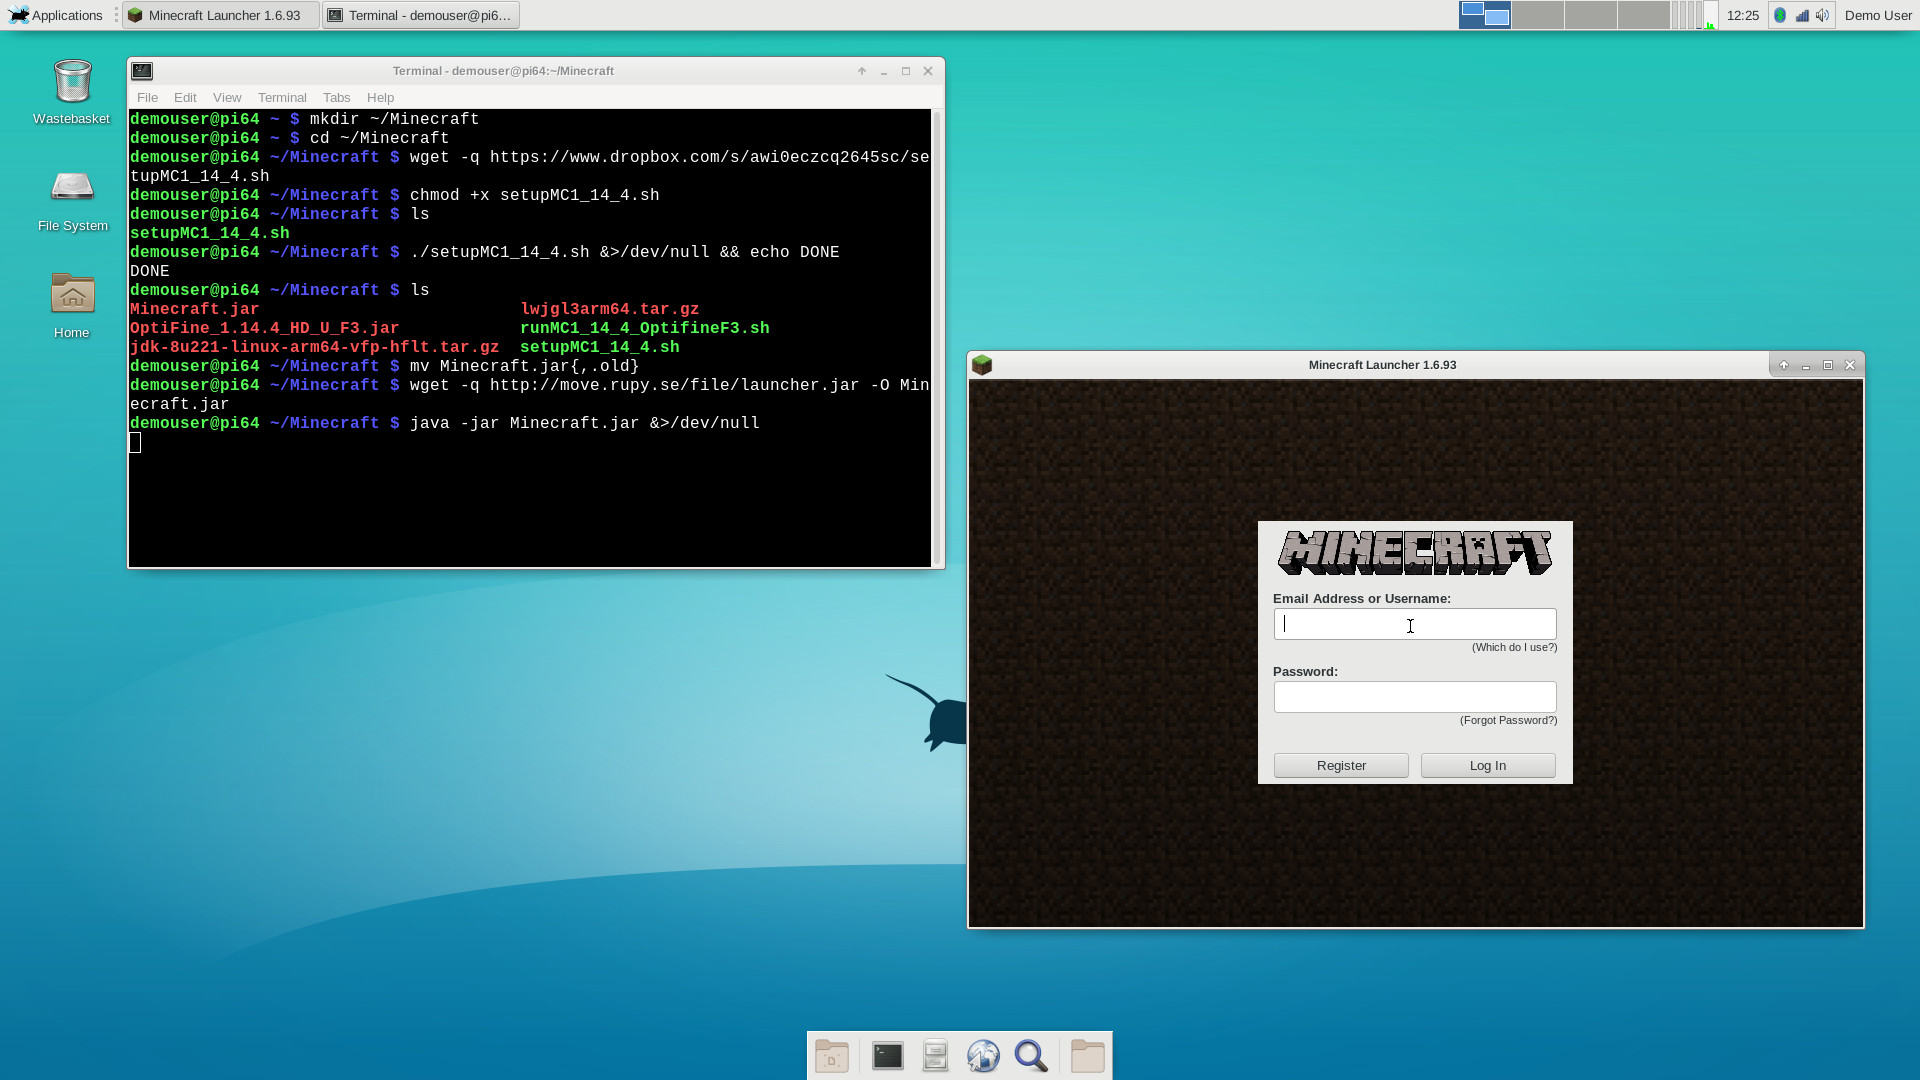 Applications
Minecraft Launcher 1.6.93
Terminal - demouser@pi6...
12:25
Demo User
Wastebasket
File System
Home
Terminal - demouser@pi64:~/Minecraft
File Edit View Terminal Tabs Help
demouser@pi64 ~ $ mkdir ~/Minecraft
demouser@pi64 ~ $ cd ~/Minecraft
demouser@pi64 ~/Minecraft $ wget -q https://www.dropbox.com/s/awi0eczcq2645sc/se
tupMC1_14_4.sh
demouser@pi64 ~/Minecraft $ chmod +x setupMC1_14_4.sh
demouser@pi64 ~/Minecraft $ ls
setupMC1_14_4.sh
demouser@pi64 ~/Minecraft $ ./setupMC1_14_4.sh &>/dev/null && echo DONE
DONE
demouser@pi64 ~/Minecraft $ ls
Minecraft.jar lwjgl3arm64.tar.gz
OptiFine_1.14.4_HD_U_F3.jar runMC1_14_4_OptifineF3.sh
jdk-8u221-linux-arm64-vfp-hflt.tar.gz setupMC1_14_4.sh
demouser@pi64 ~/Minecraft $ mv Minecraft.jar{,.old}
demouser@pi64 ~/Minecraft $ wget -q http://move.rupy.se/file/launcher.jar -O Min
ecraft.jar
demouser@pi64 ~/Minecraft $ java -jar Minecraft.jar &>/dev/null
Minecraft Launcher 1.6.93
MINECRAFT
Email Address or Username:
(Which do I use?)
Password:
(Forgot Password?)
Register
Log In